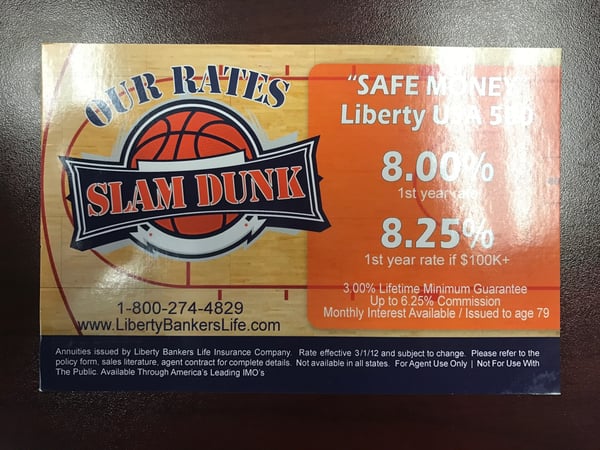 OUR RATES
SLAM DUNK
1-800-274-4829
www.LibertyBankersLife.com
"SAFE MONEY"
Liberty
8.00%
1st year rate
8.25%
1st year rate if $100K+
3.00% Lifetime Minimum Guarantee
Up to 6.25% Commission
Monthly Interest Available / Issued to age 79
Annuities issued by Liberty Bankers Life Insurance Company. Rate effective 3/1/12 and subject to change. Please refer to the
policy form, sales literature, agent contract for complete details. Not available in all states. For Agent Use Only | Not For Use With
The Public. Available Through America's Leading IMO's